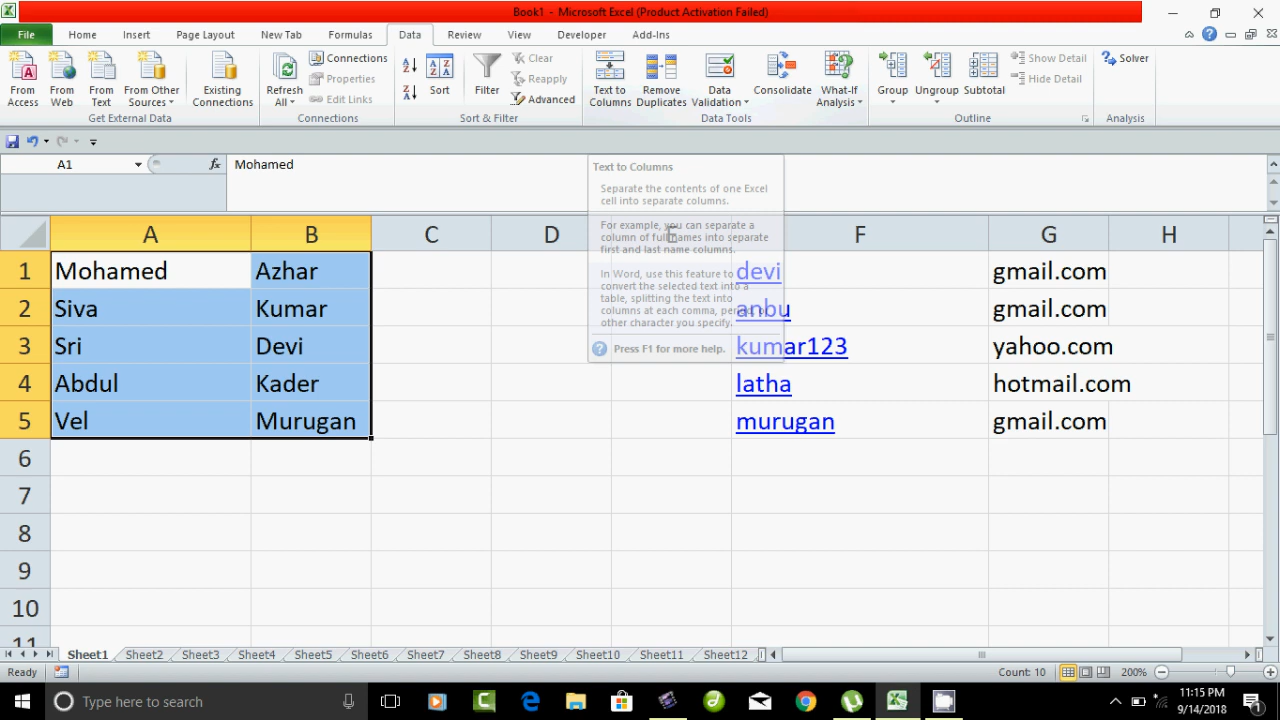 Book1 - Microsoft Excel (Product Activation Failed)
File Home Insert Page Layout New Tab Formulas Data Review View Developer Add-Ins
From Access
From Web
From Text
From Other Sources
Existing Connections
Get External Data
Refresh All
Connections
Properties
Edit Links
Connections
Sort
Filter
Clear
Reapply
Advanced
Sort & Filter
Text to Columns
Remove Duplicates
Data Validation
Consolidate
What-If Analysis
Data Tools
Group
Ungroup
Subtotal
Show Detail
Hide Detail
Outline
Solver
Analysis
A1 fx Mohamed
Text to Columns
Separate the contents of one Excel
cell into separate columns.
For example, you can separate a
column of full names into separate
first and last name columns.
In Word, use this feature to
convert the selected text into a
table, splitting the text into
columns at each comma, period, or
other character you specify.
Press F1 for more help.
A B C D E F G H
1 Mohamed Azhar devi gmail.com
2 Siva Kumar anbu gmail.com
3 Sri Devi kumar123 yahoo.com
4 Abdul Kader latha hotmail.com
5 Vel Murugan murugan gmail.com
6
7
8
9
10
11
Sheet1 Sheet2 Sheet3 Sheet4 Sheet5 Sheet6 Sheet7 Sheet8 Sheet9 Sheet10 Sheet11 Sheet12
Ready Count: 10 200%
Type here to search
11:15 PM
9/14/2018
1